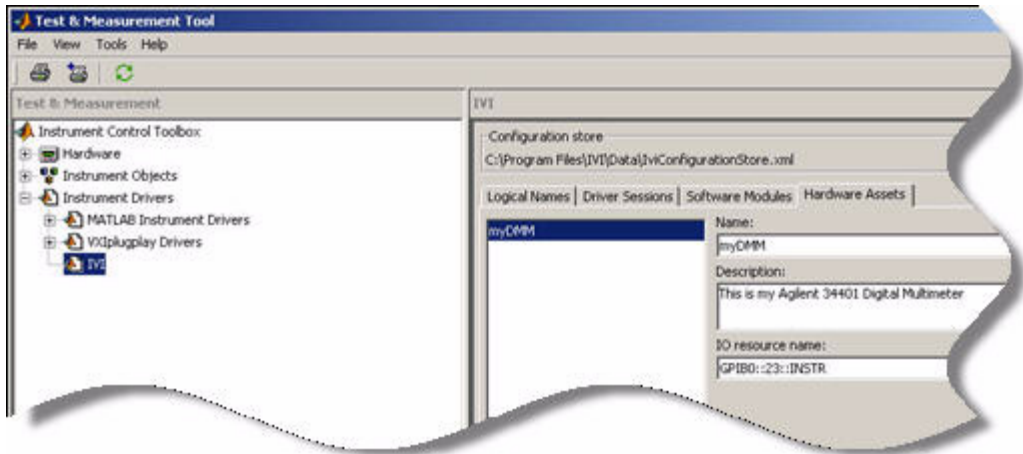 Test & Measurement Tool
File View Tools Help
Test & Measurement
Instrument Control Toolbox
Hardware
Instrument Objects
Instrument Drivers
MATLAB Instrument Drivers
VXIplugplay Drivers
IVI
IVI
Configuration store
C:\Program Files\IVI\Data\IviConfigurationStore.xml
Logical Names Driver Sessions Software Modules Hardware Assets
myDMM
Name:
myDMM
Description:
This is my Agilent 34401 Digital Multimeter
IO resource name:
GPIB0::23::INSTR